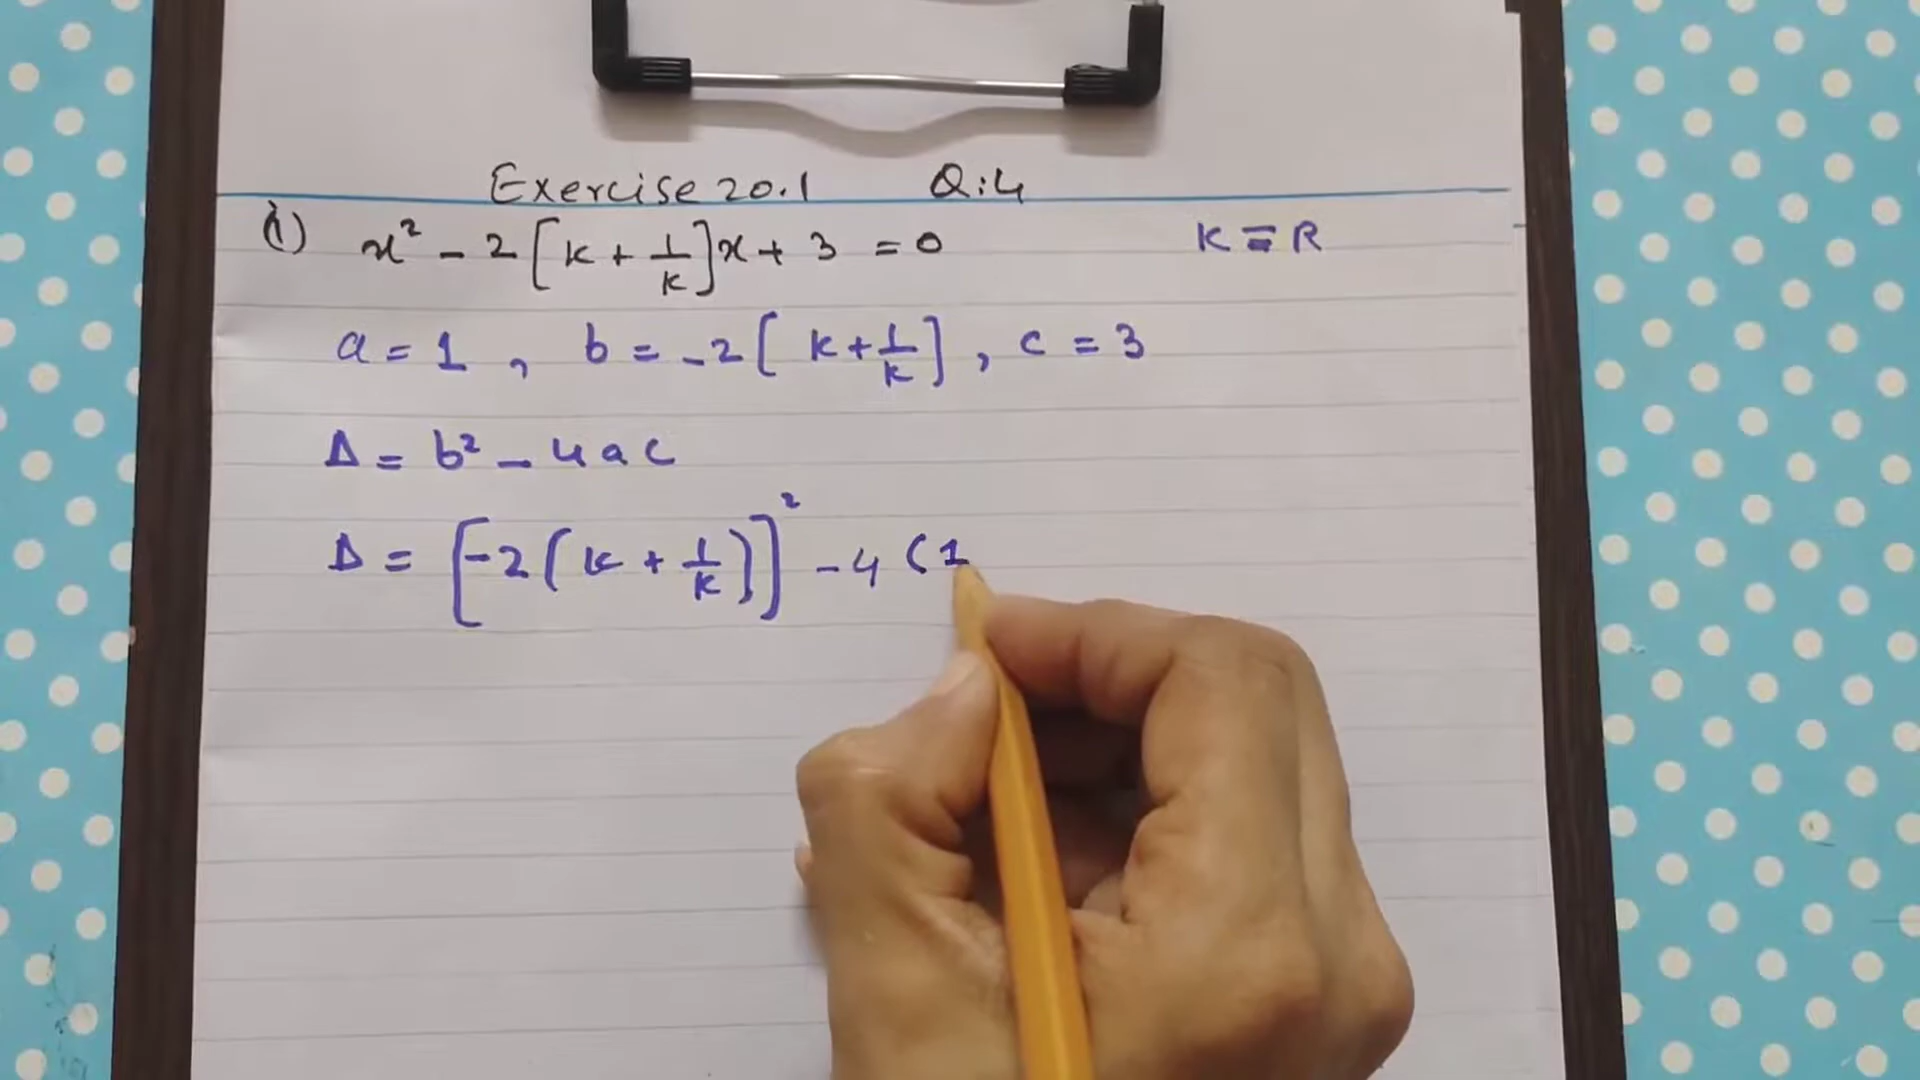 Exercise 20.1 Q:4
(i) x² - 2[k + 1/k]x + 3 = 0 K = R
a = 1 , b = -2[k + 1/k] , c = 3
Δ = b² - 4ac
Δ = [-2(k + 1/k)]² - 4(1